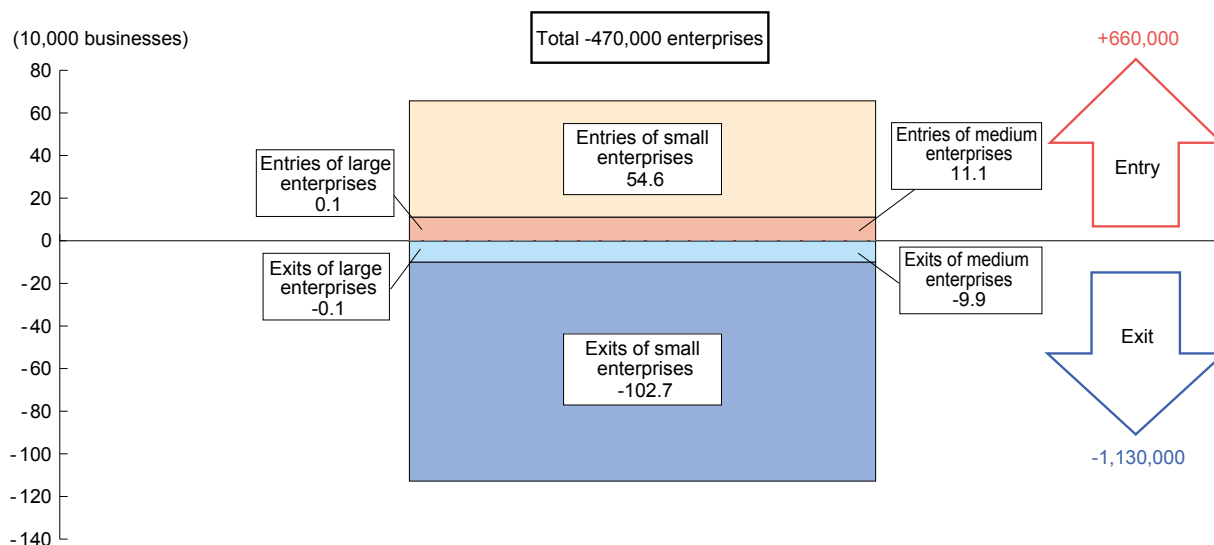 (10,000 businesses)
Total -470,000 enterprises
+660,000
80
60
40
20
0
-20
-40
-60
-80
-100
-120
-140
Entries of large
enterprises
0.1
Entries of small
enterprises
54.6
Entries of medium
enterprises
11.1
Entry
Exits of large
enterprises
-0.1
Exits of small
enterprises
-102.7
Exits of medium
enterprises
-9.9
Exit
-1,130,000